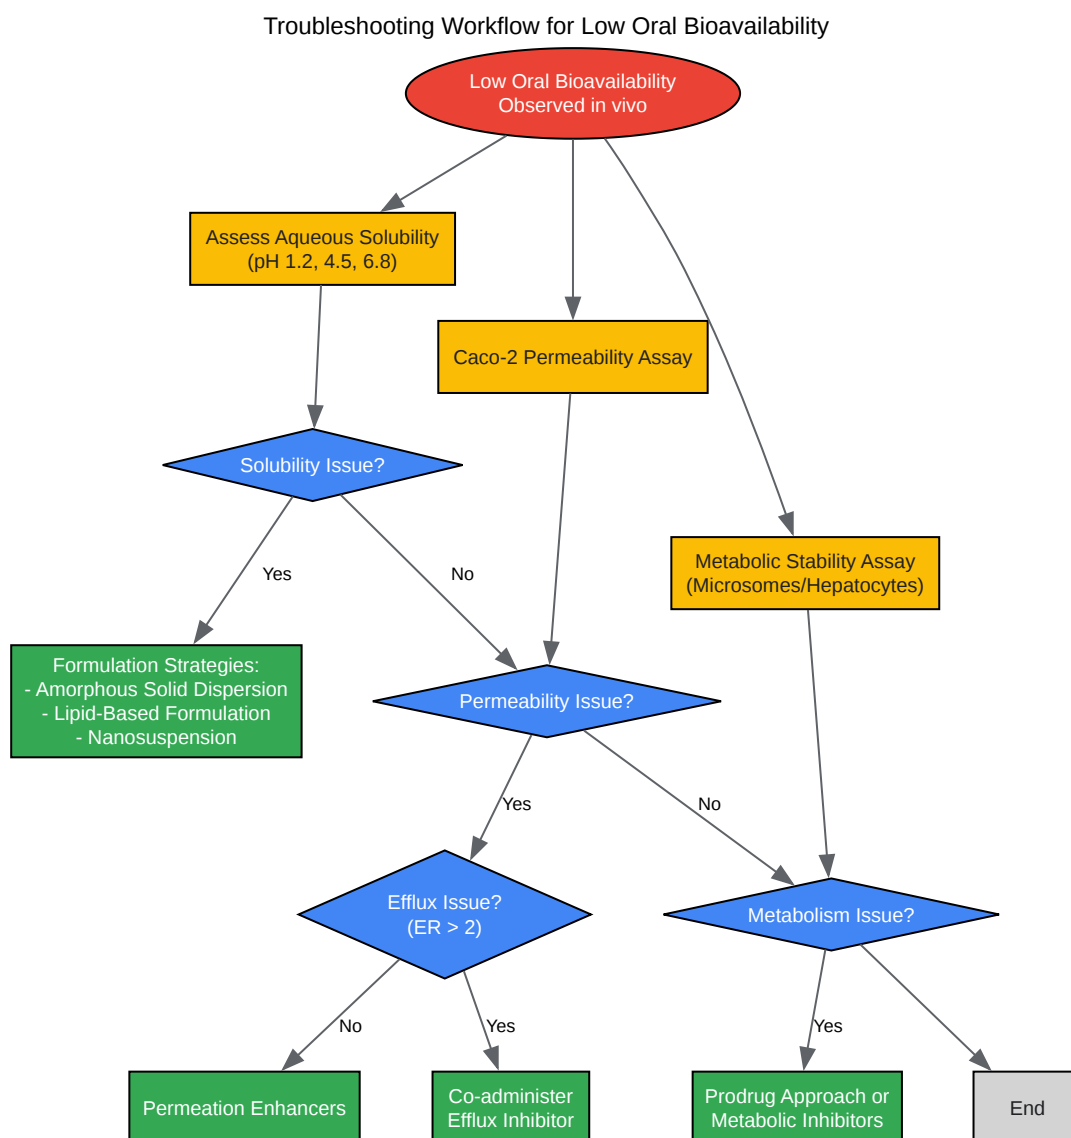 Troubleshooting Workflow for Low Oral Bioavailability
Low Oral Bioavailability
Observed in vivo
Assess Aqueous Solubility
(pH 1.2, 4.5, 6.8)
Caco-2 Permeability Assay
Solubility Issue?
Metabolic Stability Assay
(Microsomes/Hepatocytes)
Yes
No
Formulation Strategies:
- Amorphous Solid Dispersion
- Lipid-Based Formulation
- Nanosuspension
Permeability Issue?
Yes
No
Efflux Issue?
(ER > 2)
Metabolism Issue?
No
Yes
Yes
Permeation Enhancers
Co-administer
Efflux Inhibitor
Prodrug Approach or
Metabolic Inhibitors
End